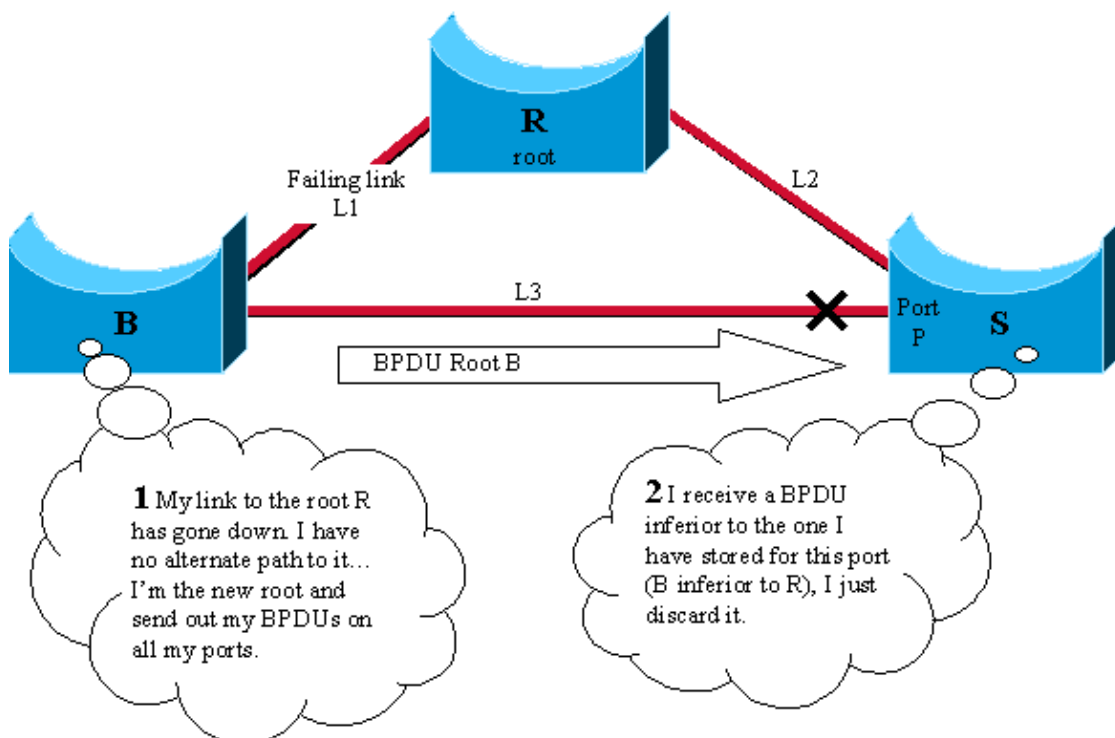 R
root
Failing link
L1
L2
L3
B
Port
P
S
BPDU Root B
1 My link to the root R
has gone down. I have
no alternate path to it...
I'm the new root and
send out my BPDUs on
all my ports.
2 I receive a BPDU
inferior to the one I
have stored for this port
(B inferior to R), I just
discard it.